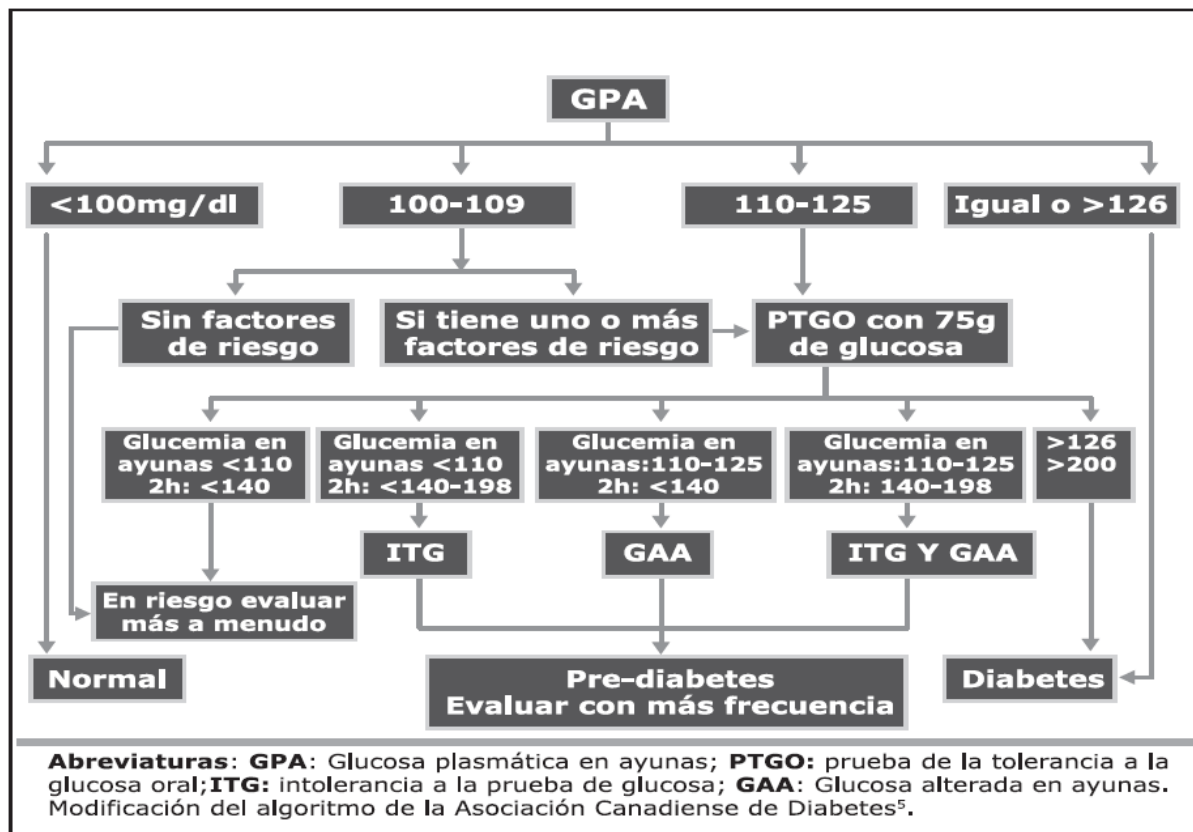 GPA
<100mg/dl
100-109
110-125
Igual o >126
Sin factores
de riesgo
Si tiene uno o más
factores de riesgo
PTGO con 75g
de glucosa
Glucemia en
ayunas <110
2h: <140
Glucemia en
ayunas <110
2h: <140-198
Glucemia en
ayunas:110-125
2h: <140
Glucemia en
ayunas:110-125
2h: 140-198
>126
>200
ITG
GAA
ITG Y GAA
En riesgo evaluar
más a menudo
Normal
Pre-diabetes
Evaluar con más frecuencia
Diabetes
Abreviaturas: GPA: Glucosa plasmática en ayunas; PTGO: prueba de la tolerancia a la
glucosa oral;ITG: intolerancia a la prueba de glucosa; GAA: Glucosa alterada en ayunas.
Modificación del algoritmo de la Asociación Canadiense de Diabetes⁵.